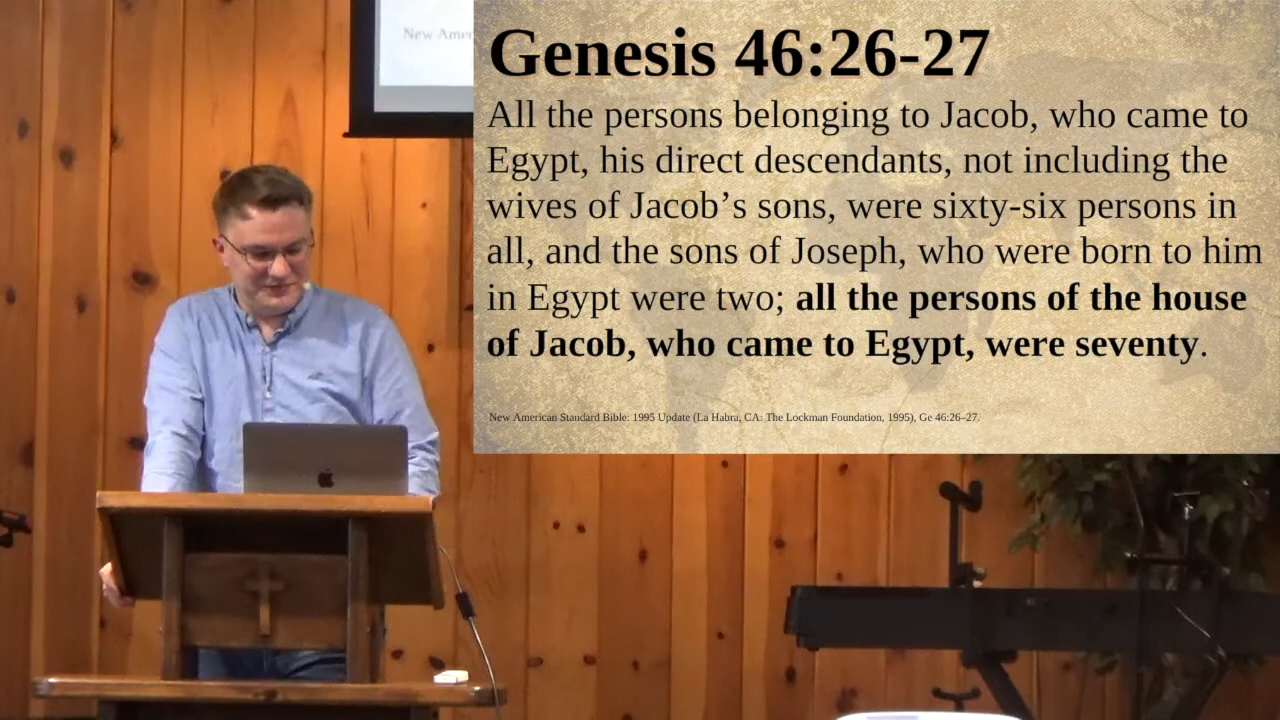 New Amer
Genesis 46:26-27
All the persons belonging to Jacob, who came to
Egypt, his direct descendants, not including the
wives of Jacob’s sons, were sixty-six persons in
all, and the sons of Joseph, who were born to him
in Egypt were two; all the persons of the house
of Jacob, who came to Egypt, were seventy.
New American Standard Bible: 1995 Update (La Habra, CA: The Lockman Foundation, 1995), Ge 46:26–27.